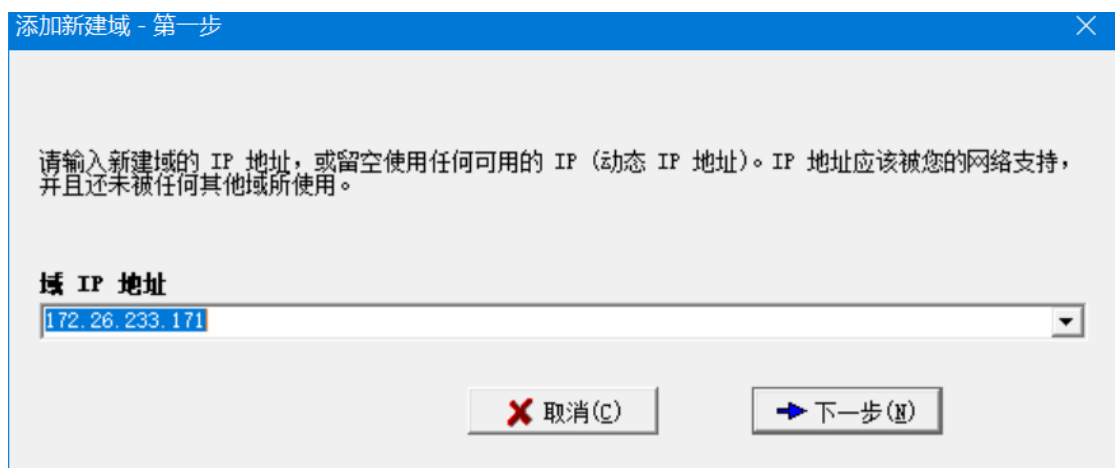 添加新建域 - 第一步
请输入新建域的 IP 地址，或留空使用任何可用的 IP (动态 IP 地址)。IP 地址应该被您的网络支持，
并且还未被任何其他域所使用。
域 IP 地址
172.26.233.171
取消(C)
下一步(N)